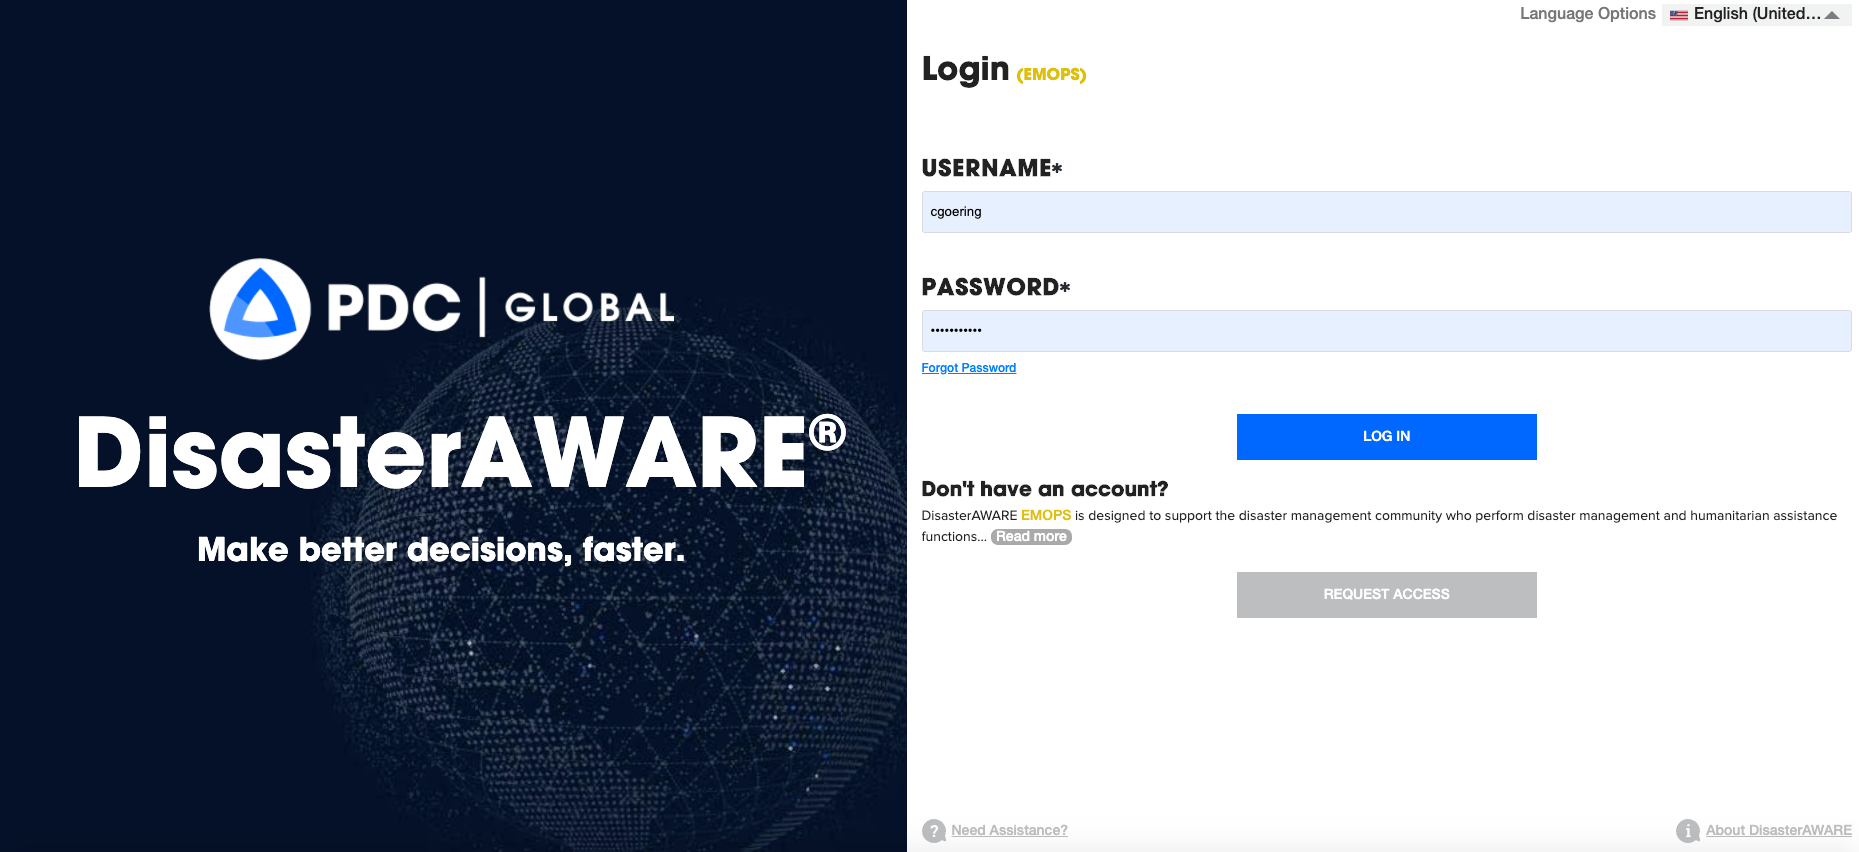 Language Options English (United...
Login (EMOPS)
USERNAME*
cgoering
PASSWORD*
•••••••••••
Forgot Password
LOG IN
Don't have an account?
DisasterAWARE EMOPS is designed to support the disaster management community who perform disaster management and humanitarian assistance
functions... Read more
REQUEST ACCESS
? Need Assistance?
i About DisasterAWARE
PDC | GLOBAL
DisasterAWARE®
Make better decisions, faster.